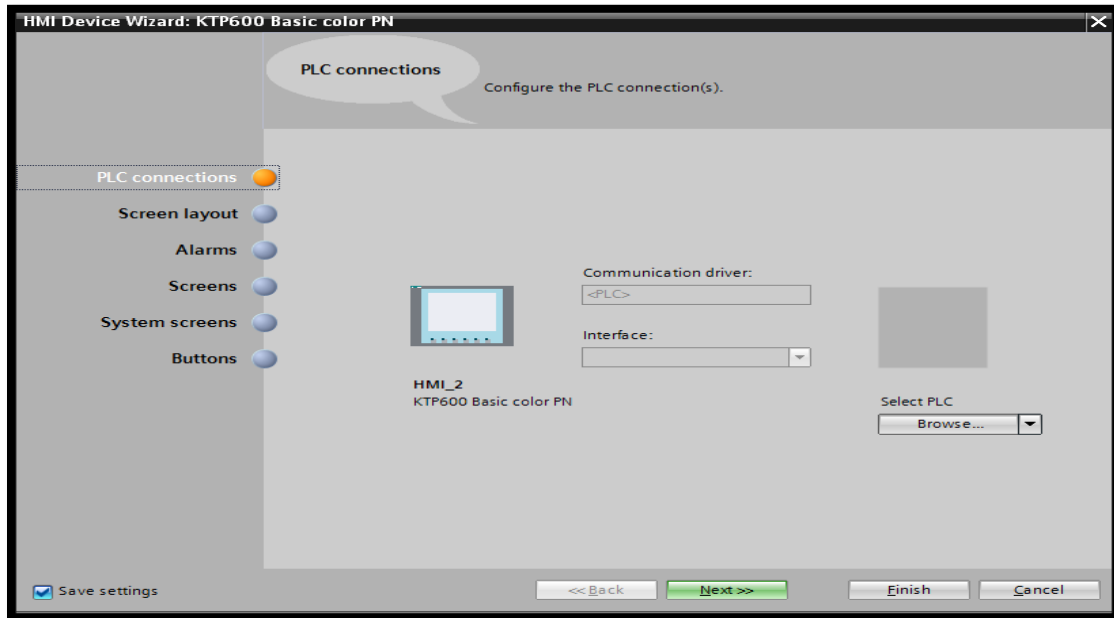 HMI Device Wizard: KTP600 Basic color PN
PLC connections
Configure the PLC connection(s).
PLC connections
Screen layout
Alarms
Screens
System screens
Buttons
Communication driver:
<PLC>
Interface:
HMI_2
KTP600 Basic color PN
Select PLC
Browse...
Save settings
<< Back
Next >>
Finish
Cancel